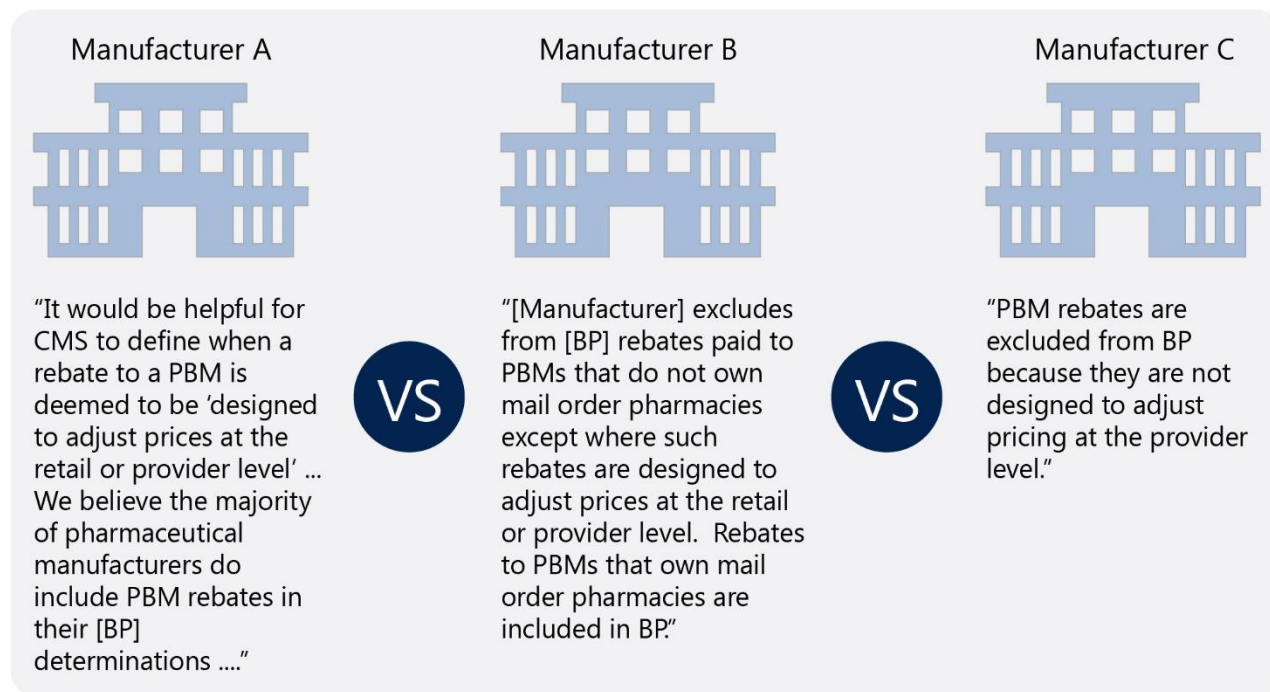 Manufacturer A
Manufacturer B
Manufacturer C
“It would be helpful for
CMS to define when a
rebate to a PBM is
deemed to be ‘designed
to adjust prices at the
retail or provider level’ ...
We believe the majority
of pharmaceutical
manufacturers do
include PBM rebates in
their [BP]
determinations ....”
VS
“[Manufacturer] excludes
from [BP] rebates paid to
PBMs that do not own
mail order pharmacies
except where such
rebates are designed to
adjust prices at the retail
or provider level.  Rebates
to PBMs that own mail
order pharmacies are
included in BP.”
VS
“PBM rebates are
excluded from BP
because they are not
designed to adjust
pricing at the provider
level.”